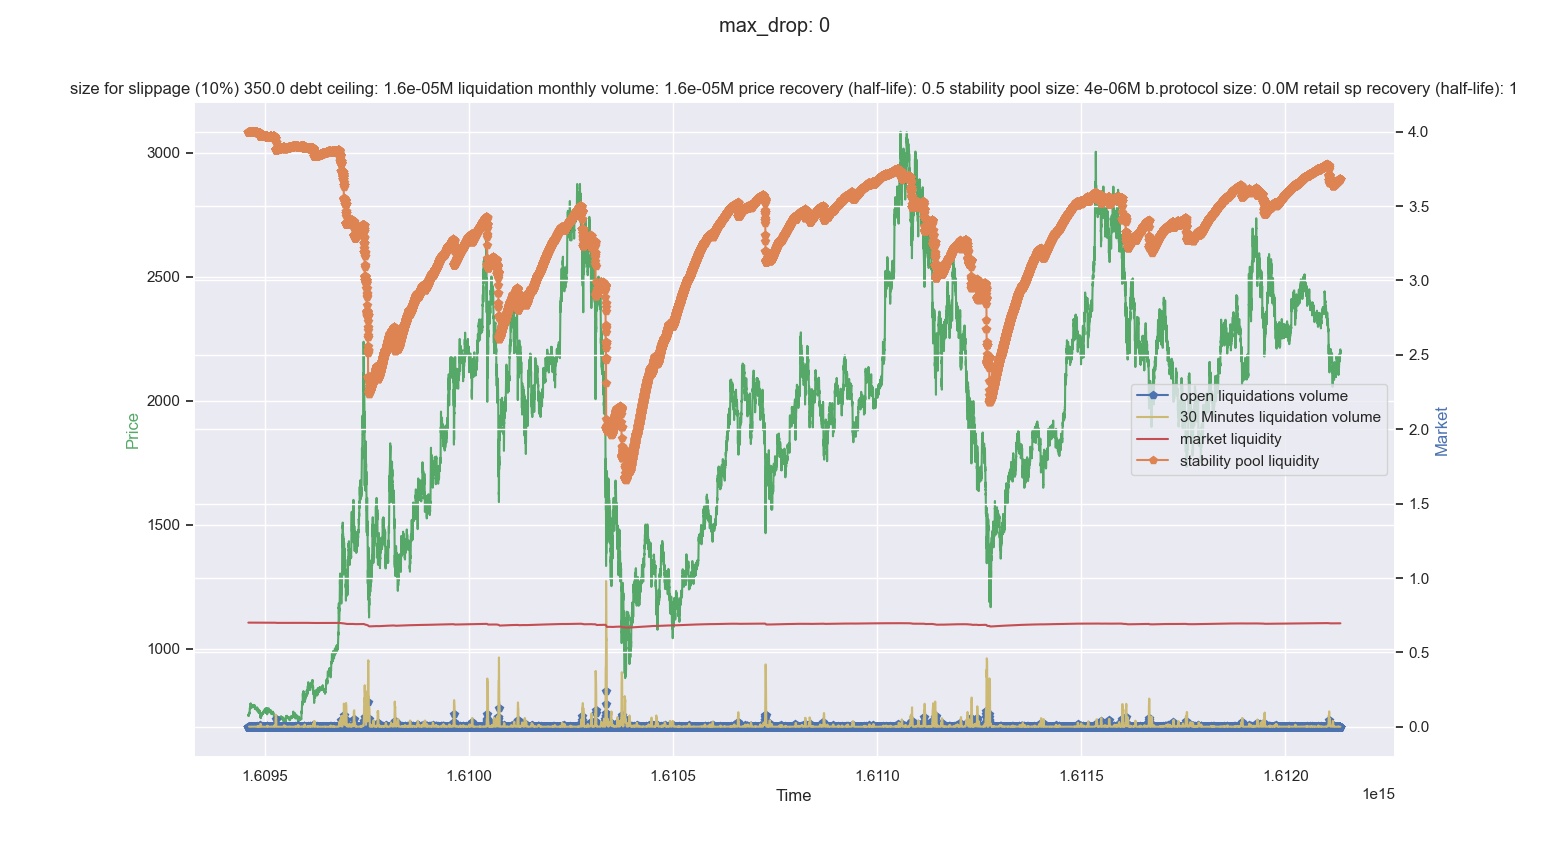 max_drop: 0
size for slippage (10%) 350.0 debt ceiling: 1.6e-05M liquidation monthly volume: 1.6e-05M price recovery (half-life): 0.5 stability pool size: 4e-06M b.protocol size: 0.0M retail sp recovery (half-life): 1
4.0
3000
3.5
2500
3.0
2.5
2000
Price
2.0
Market
open liquidations volume
30 Minutes liquidation volume
market liquidity
stability pool liquidity
1500
1.5
1.0
1000
0.5
0.0
1.6095 1.6100 1.6105 1.6110 1.6115 1.6120
Time
1e15